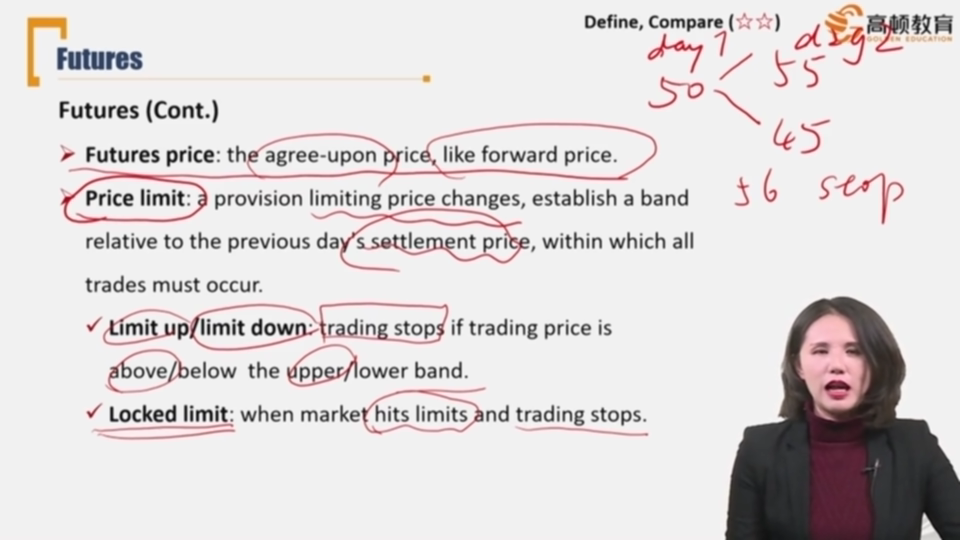 Define, Compare (☆☆)
高顿教育
GOLDEN EDUCATION
Futures
day 1 day 2
50 55
45
56 stop
Futures (Cont.)
➤ Futures price: the agree-upon price, like forward price.
➤ Price limit: a provision limiting price changes, establish a band
relative to the previous day's settlement price, within which all
trades must occur.
✓ Limit up/limit down: trading stops if trading price is
above/below the upper/lower band.
✓ Locked limit: when market hits limits and trading stops.